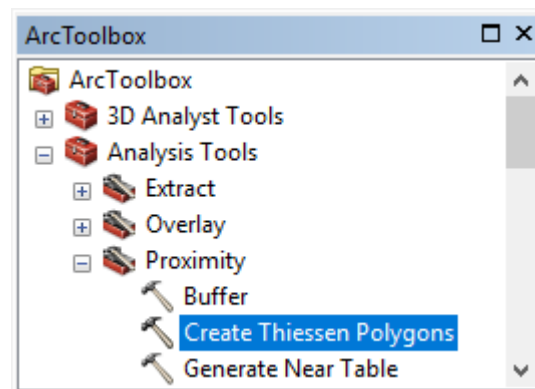 ArcToolbox
ArcToolbox
3D Analyst Tools
Analysis Tools
Extract
Overlay
Proximity
Buffer
Create Thiessen Polygons
Generate Near Table